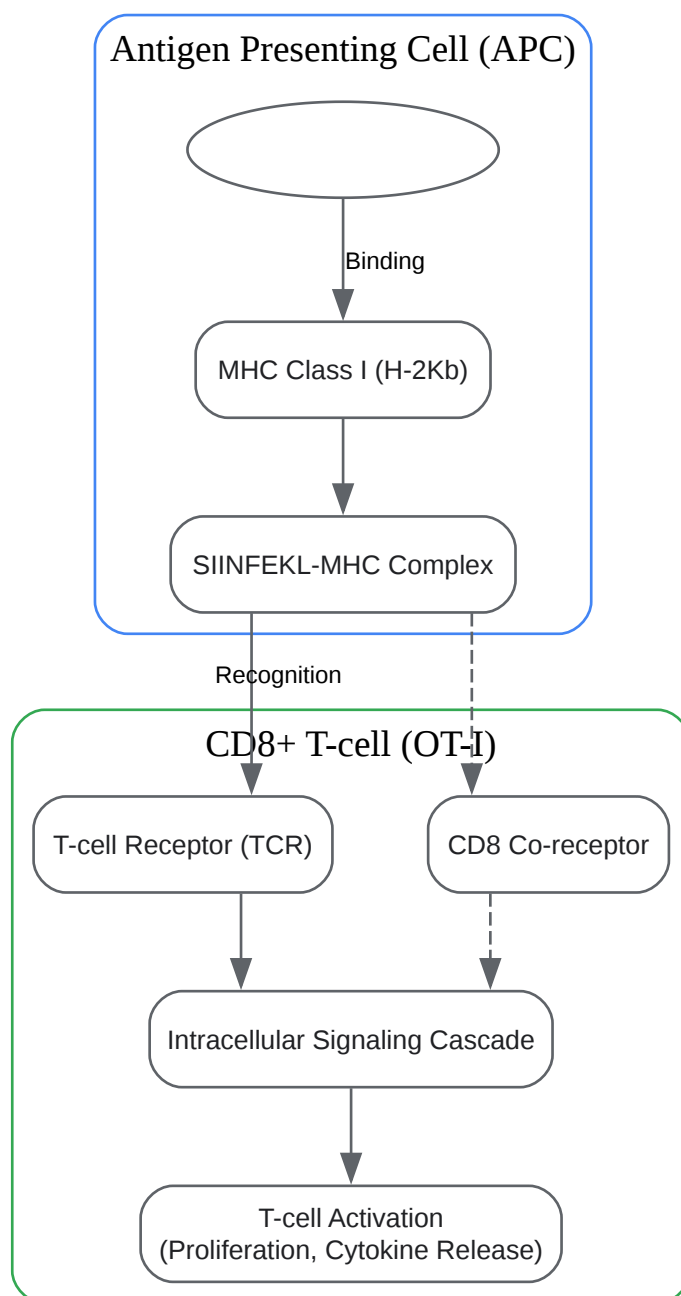 Antigen Presenting Cell (APC)
Binding
MHC Class I (H-2Kb)
SIINFEKL-MHC Complex
Recognition
CD8+ T-cell (OT-I)
T-cell Receptor (TCR)
CD8 Co-receptor
Intracellular Signaling Cascade
T-cell Activation
(Proliferation, Cytokine Release)